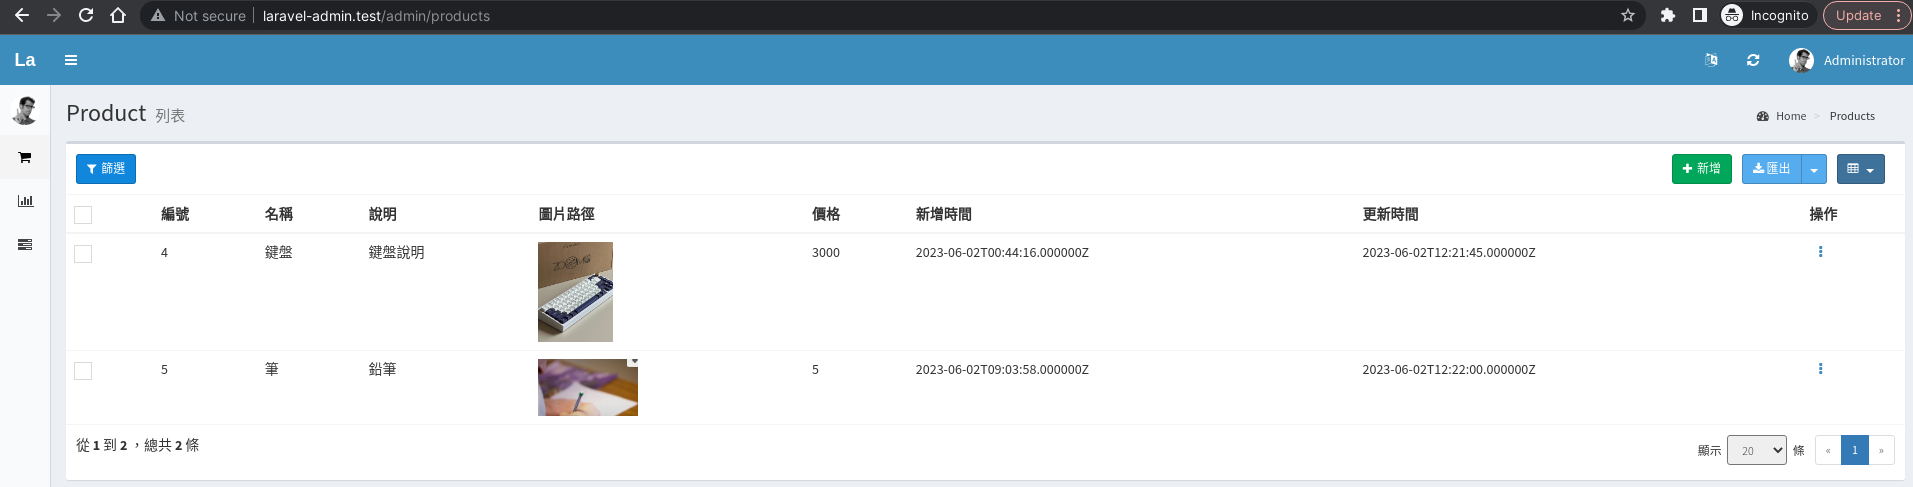 Not secure laravel-admin.test/admin/products Incognito Update
La Administrator
Product 列表 Home > Products
篩選 新增 匯出
編號 名稱 說明 圖片路徑 價格 新增時間 更新時間 操作
4 鍵盤 鍵盤說明 3000 2023-06-02T00:44:16.000000Z 2023-06-02T12:21:45.000000Z
5 筆 鉛筆 5 2023-06-02T09:03:58.000000Z 2023-06-02T12:22:00.000000Z
從 1 到 2 ，總共 2 條 顯示 20 條 « 1 »